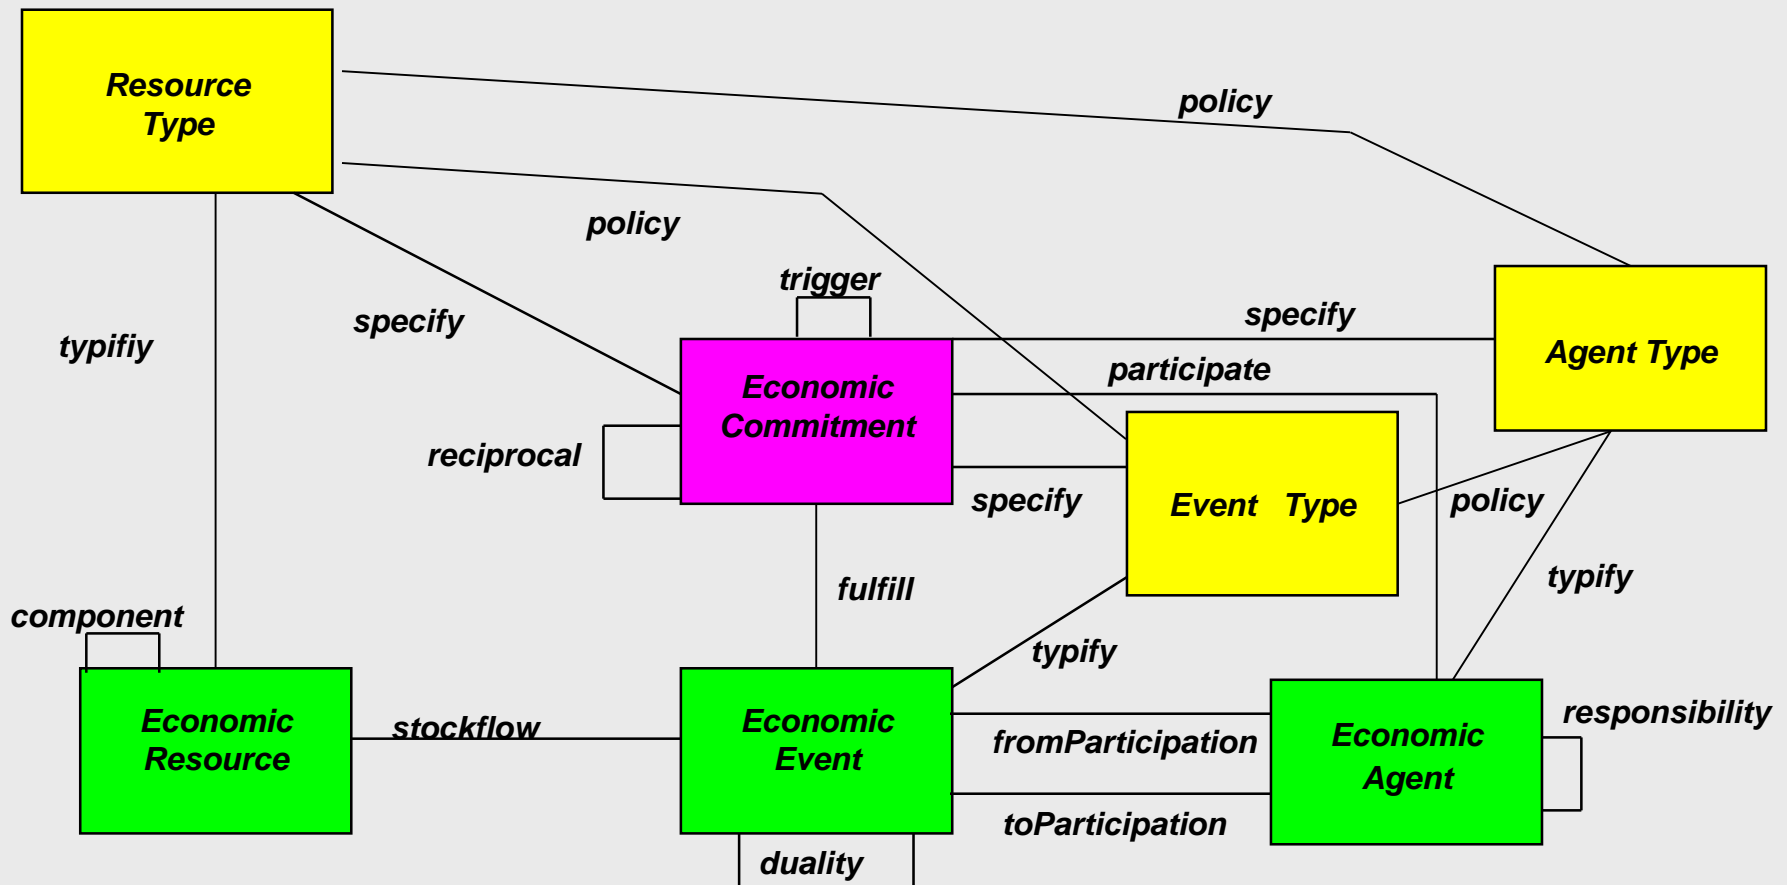 Resource
Type
policy
policy
trigger
specify
specify
typifiy
Agent Type
participate
Economic
Commitment
reciprocal
specify
Event Type
policy
fulfill
typify
component
typify
Economic
Resource
stockflow
Economic
Event
fromParticipation
toParticipation
Economic
Agent
responsibility
duality